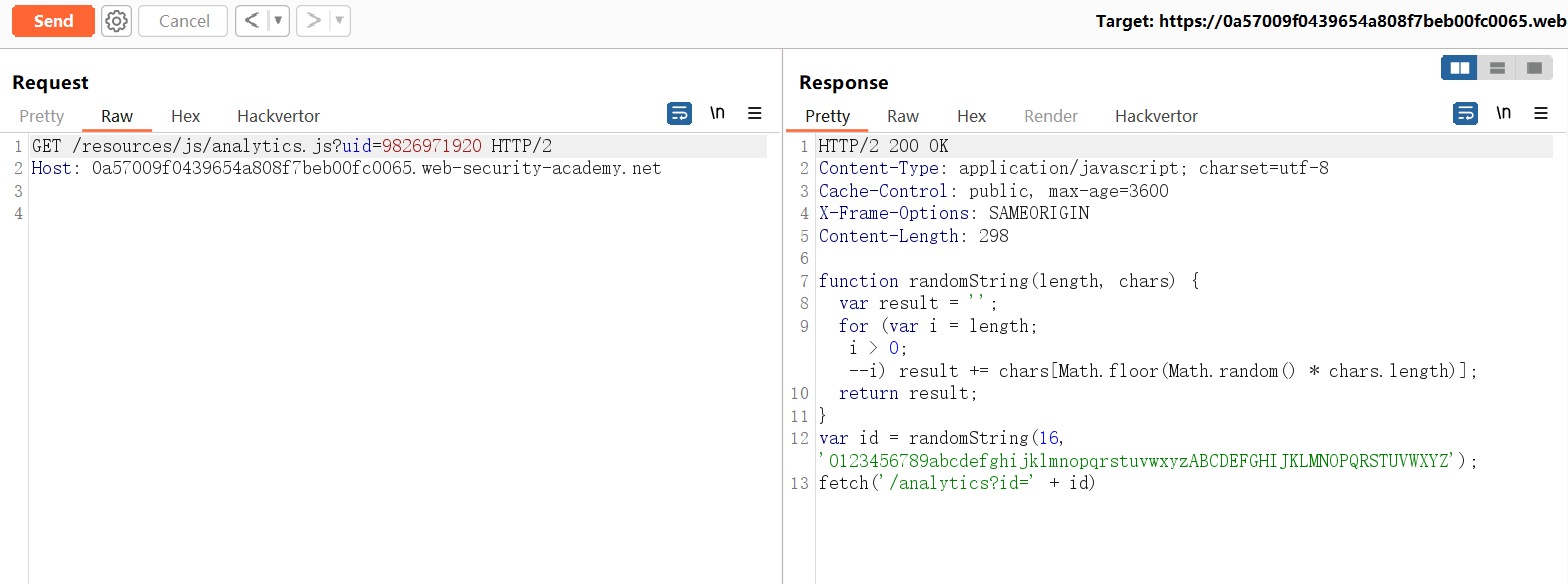 Send
Cancel
Target: https://0a57009f0439654a808f7beb00fc0065.web
Request
Pretty Raw Hex Hackvertor \n
1 GET /resources/js/analytics.js?uid=9826971920 HTTP/2
2 Host: 0a57009f0439654a808f7beb00fc0065.web-security-academy.net
3
4
Response
Pretty Raw Hex Render Hackvertor \n
1 HTTP/2 200 OK
2 Content-Type: application/javascript; charset=utf-8
3 Cache-Control: public, max-age=3600
4 X-Frame-Options: SAMEORIGIN
5 Content-Length: 298
6
7 function randomString(length, chars) {
8 var result = '';
9 for (var i = length;
i > 0;
--i) result += chars[Math.floor(Math.random() * chars.length)];
10 return result;
11 }
12 var id = randomString(16,
'0123456789abcdefghijklmnopqrstuvwxyzABCDEFGHIJKLMNOPQRSTUVWXYZ');
13 fetch('/analytics?id=' + id)